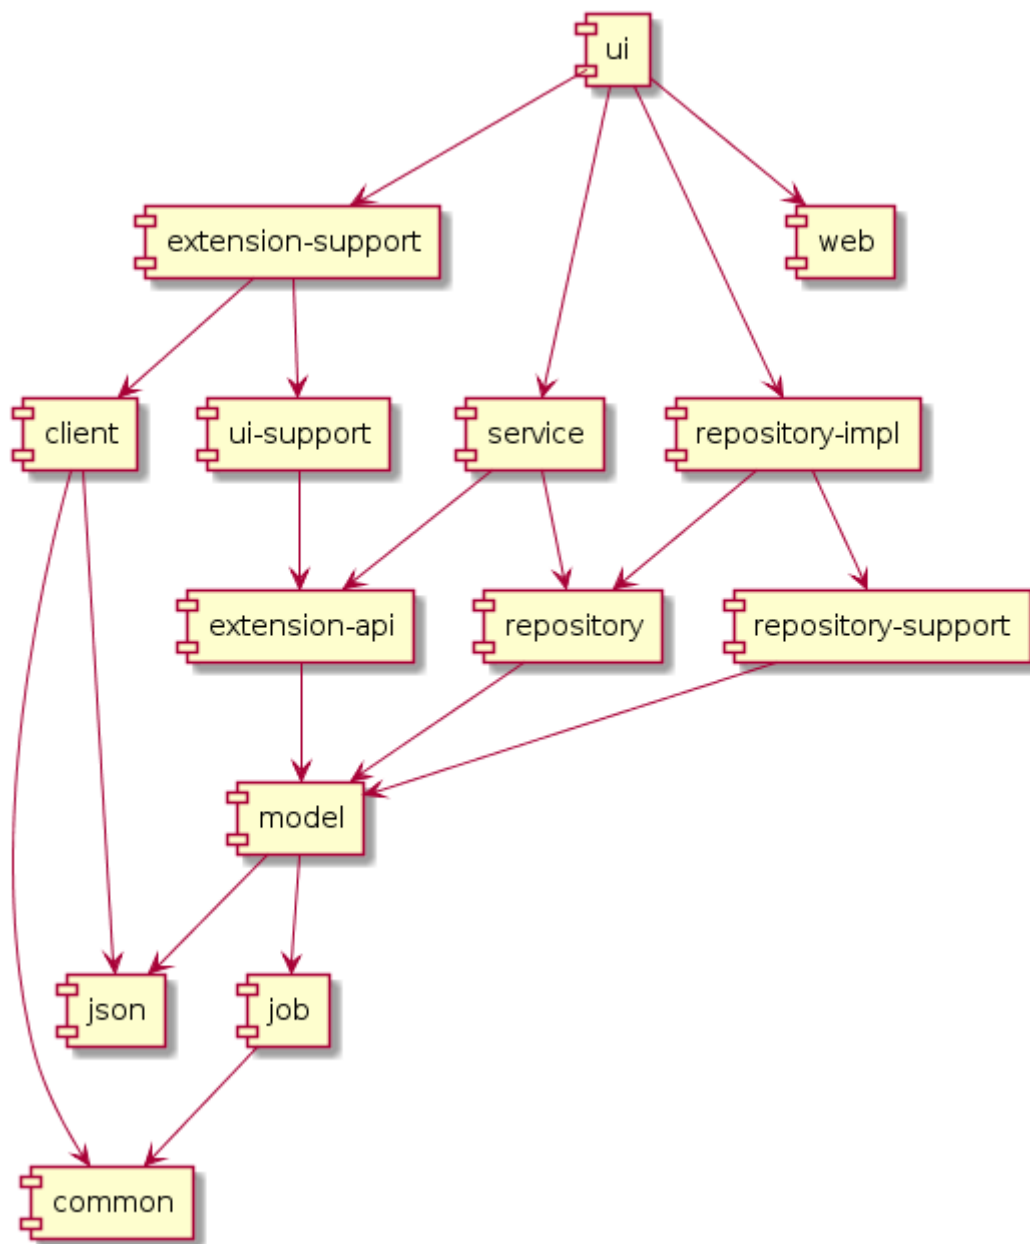 ui
extension-support
web
client
ui-support
service
repository-impl
extension-api
repository
repository-support
model
json
job
common